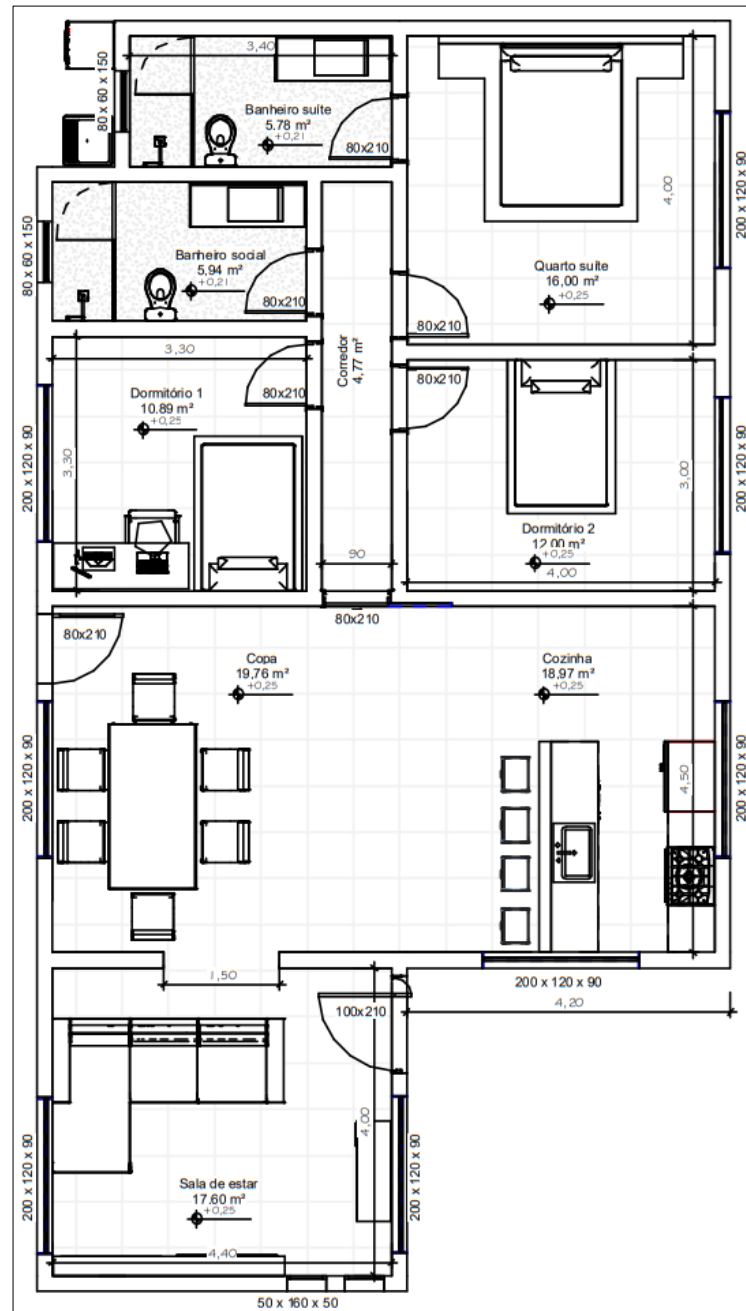 3,40
80 x 60 x 150
Banheiro suíte
5.78 m²
+0,21
80x210
4,00
200 x 120 x 90
Quarto suíte
16,00 m²
+0,25
80x210
80 x 60 x 150
Banheiro social
5,94 m²
+0,21
80x210
3,30
Dormitório 1
10.89 m²
+0,25
80x210
3,30
200 x 120 x 90
Corredor
4,77 m²
90
80x210
80x210
3,00
200 x 120 x 90
Dormitório 2
12.00 m²
+0,25
4,00
80x210
Copa
19,76 m²
+0,25
200 x 120 x 90
Cozinha
18,97 m²
+0,25
4,50
200 x 120 x 90
1,50
200 x 120 x 90
4,20
100x210
4,00
200 x 120 x 90
Sala de estar
17.60 m²
+0,25
4,40
200 x 120 x 90
50 x 160 x 50